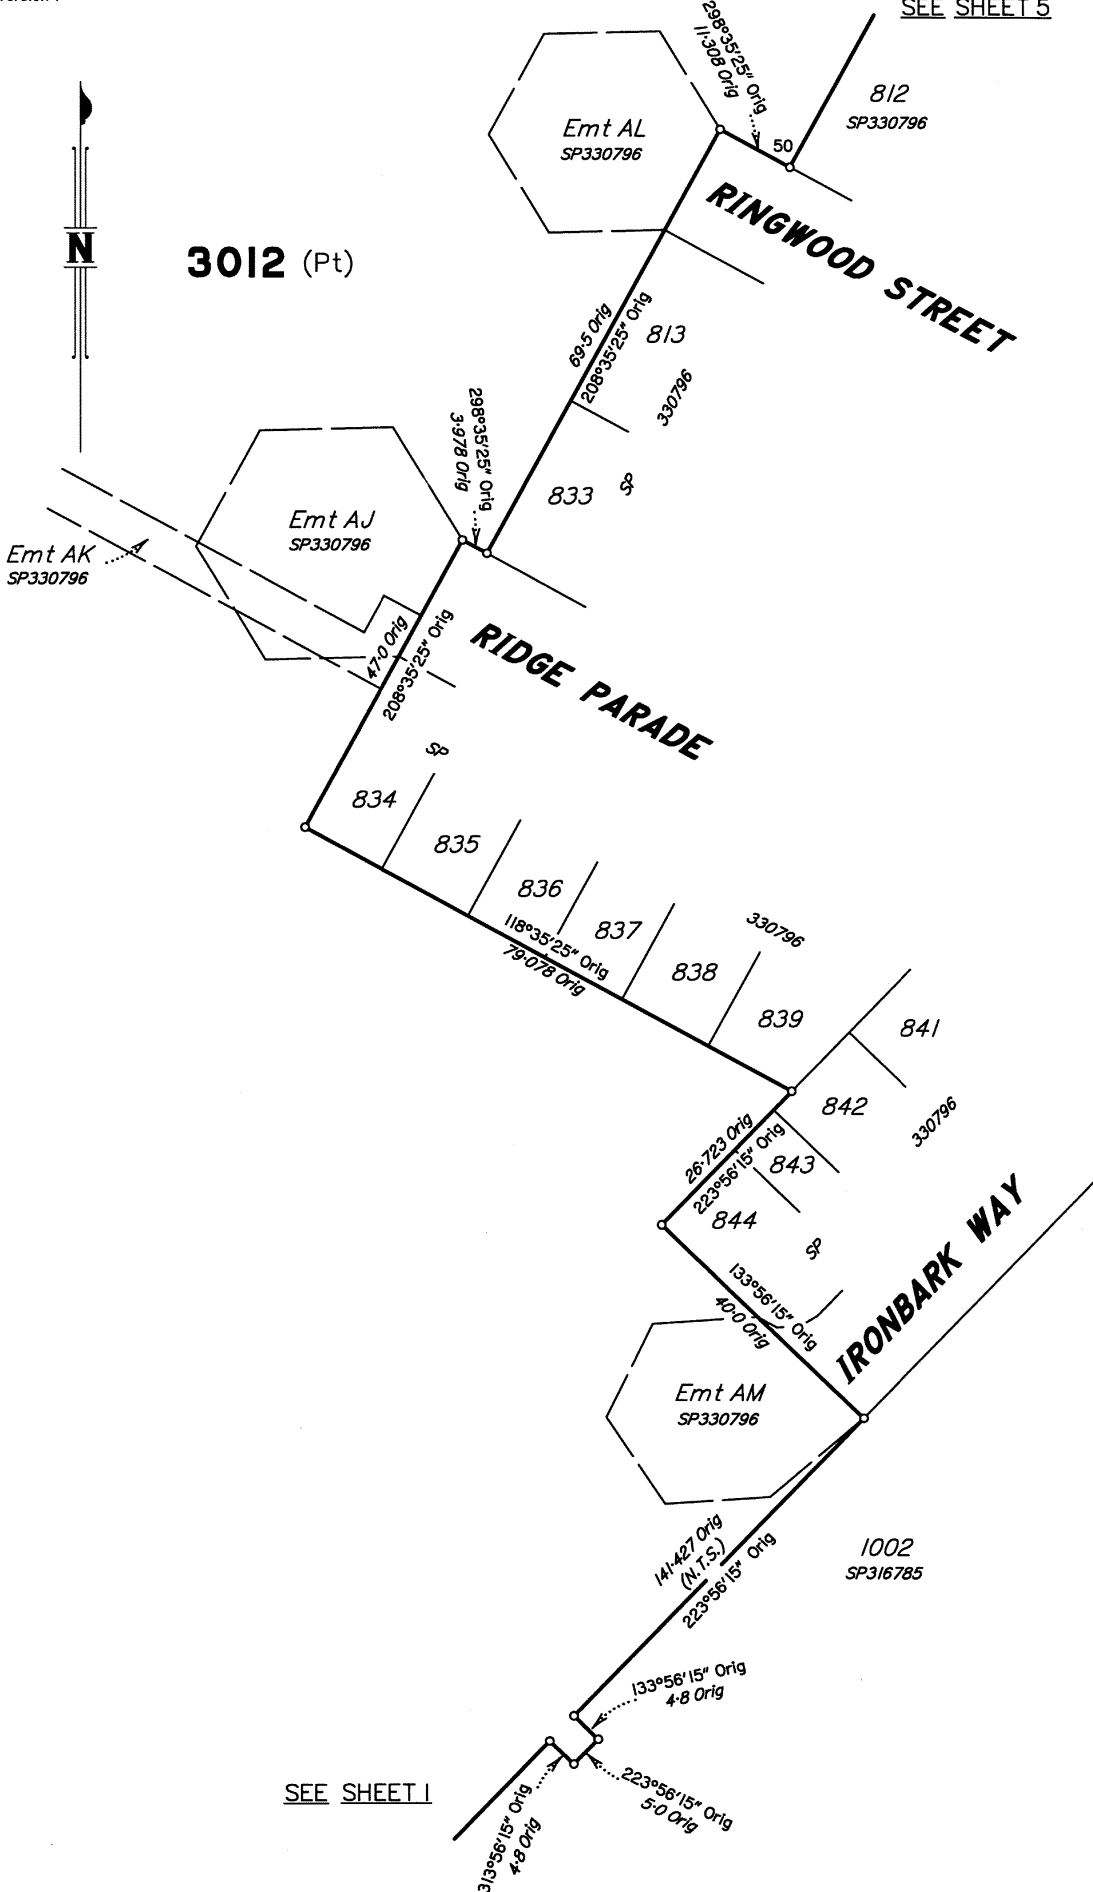 SEE SHEET 5
298°35'25" Orig
11·308 Orig
812
SP330796
50
Emt AL
SP330796
RINGWOOD STREET
N
3012 (Pt)
69·5 Orig
208°35'25" Orig
813
330796
SP
833
298°35'25" Orig
3·978 Orig
Emt AJ
SP330796
Emt AK
SP330796
47·0 Orig
208°35'25" Orig
RIDGE PARADE
SP
834
835
836
837
838
839
330796
118°35'25" Orig
79·078 Orig
841
842
843
844
330796
SP
26·723 Orig
223°56'15" Orig
IRONBARK WAY
133°56'15" Orig
40·0 Orig
Emt AM
SP330796
141·427 Orig
(N.T.S.)
223°56'15" Orig
1002
SP316785
133°56'15" Orig
4·8 Orig
223°56'15" Orig
5·0 Orig
SEE SHEET 1
313°56'15" Orig
4·8 Orig